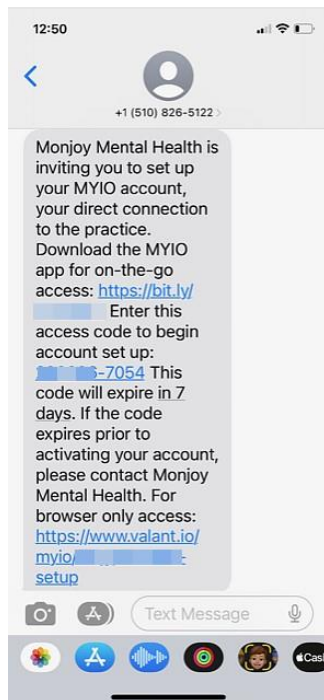 12:50
+1 (510) 826-5122
Monjoy Mental Health is
inviting you to set up
your MYIO account,
your direct connection
to the practice.
Download the MYIO
app for on-the-go
access: https://bit.ly/
Enter this
access code to begin
account set up:
-7054 This
code will expire in 7
days. If the code
expires prior to
activating your account,
please contact Monjoy
Mental Health. For
browser only access:
https://www.valant.io/
myio/
setup
Text Message
Cash